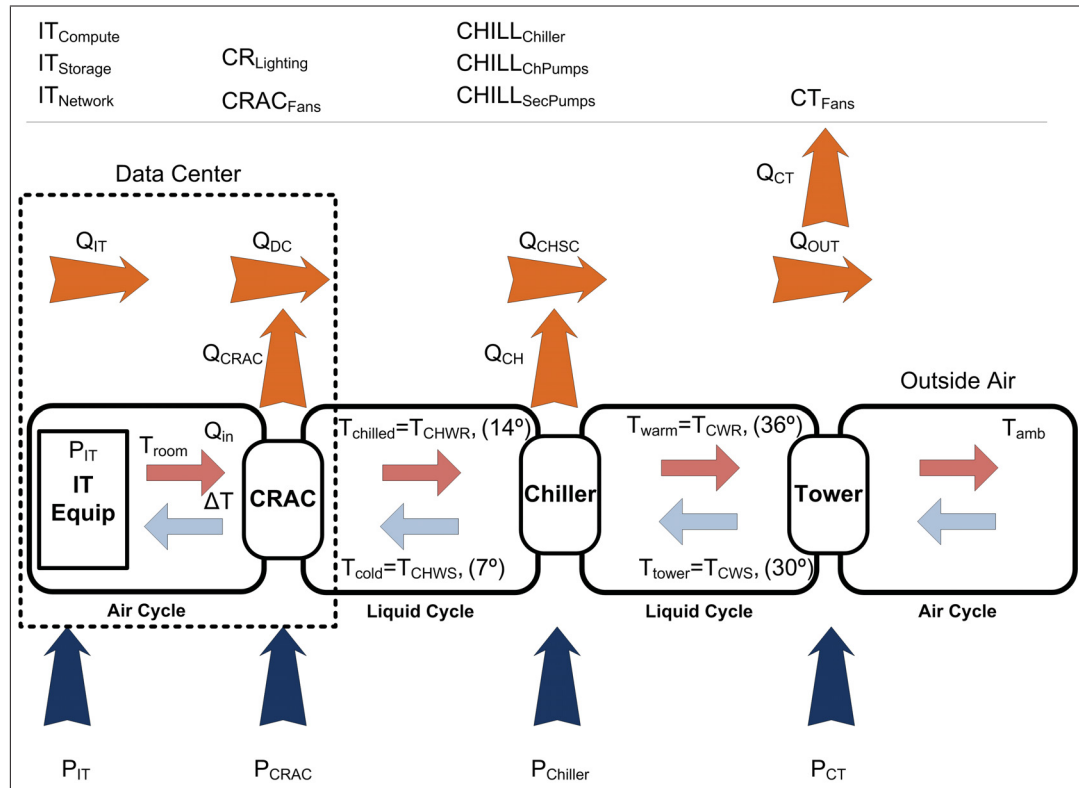 IT_Compute
IT_Storage
IT_Network
CR_Lighting
CRAC_Fans
CHILL_Chiller
CHILL_ChPumps
CHILL_SecPumps
CT_Fans
Data Center
Q_CT
Q_IT
Q_DC
Q_CHSC
Q_OUT
Q_CRAC
Q_CH
Outside Air
P_IT
IT
Equip
T_room
Q_in
ΔT
CRAC
T_chilled=T_CHWR, (14º)
T_cold=T_CHWS, (7º)
Chiller
T_warm=T_CWR, (36º)
T_tower=T_CWS, (30º)
Tower
T_amb
Air Cycle
Liquid Cycle
Liquid Cycle
Air Cycle
P_IT
P_CRAC
P_Chiller
P_CT